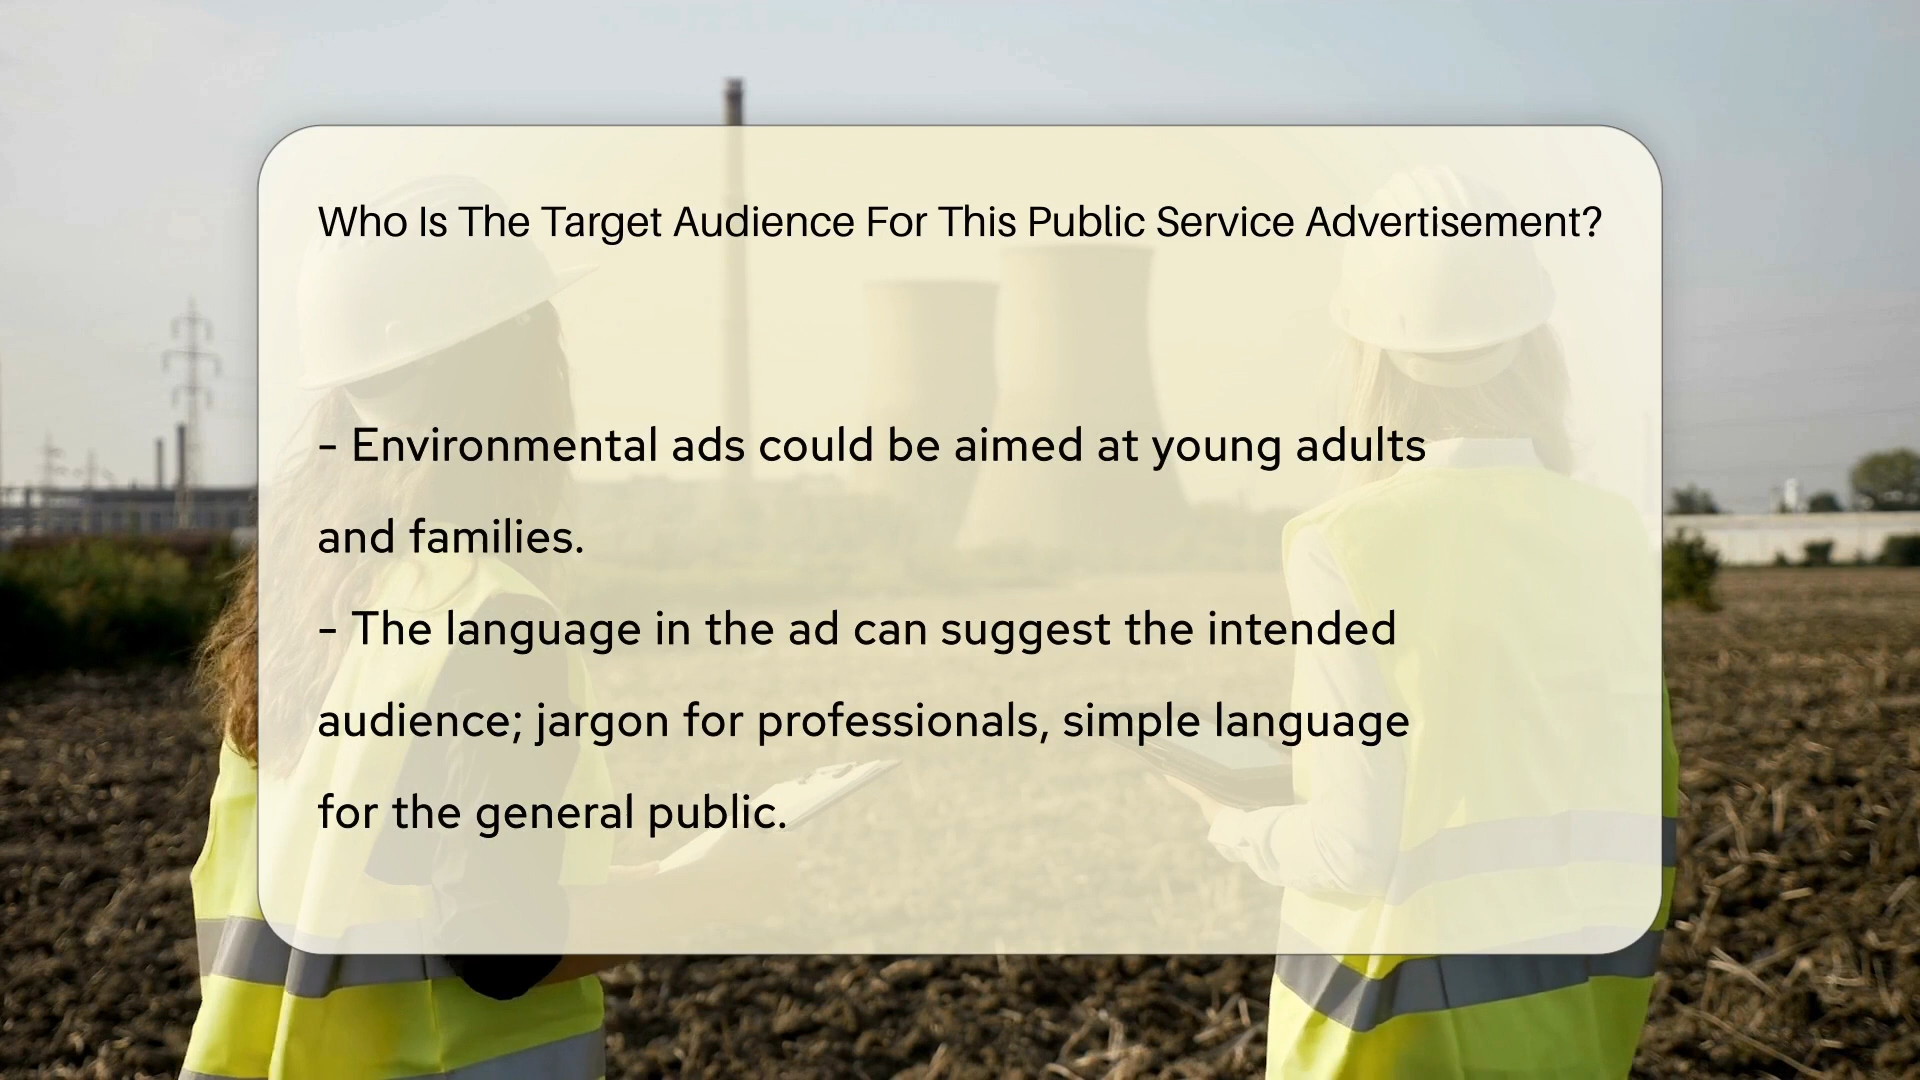 Who Is The Target Audience For This Public Service Advertisement?
- Environmental ads could be aimed at young adults
and families.
- The language in the ad can suggest the intended
audience; jargon for professionals, simple language
for the general public.